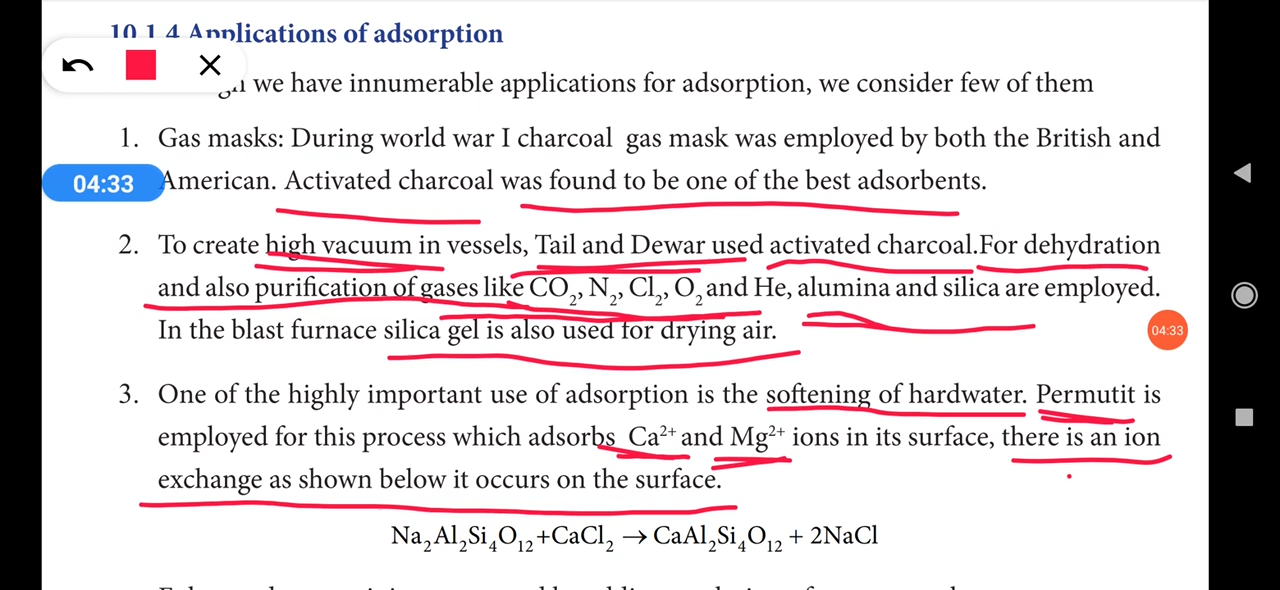 10.1.4 Applications of adsorption
we have innumerable applications for adsorption, we consider few of them
1. Gas masks: During world war I charcoal gas mask was employed by both the British and
04:33 American. Activated charcoal was found to be one of the best adsorbents.
2. To create high vacuum in vessels, Tail and Dewar used activated charcoal.For dehydration
and also purification of gases like CO₂, N₂, Cl₂, O₂ and He, alumina and silica are employed.
In the blast furnace silica gel is also used for drying air.
04:33
3. One of the highly important use of adsorption is the softening of hardwater. Permutit is
employed for this process which adsorbs Ca²⁺ and Mg²⁺ ions in its surface, there is an ion
exchange as shown below it occurs on the surface.
Na₂Al₂Si₄O₁₂+CaCl₂ → CaAl₂Si₄O₁₂ + 2NaCl